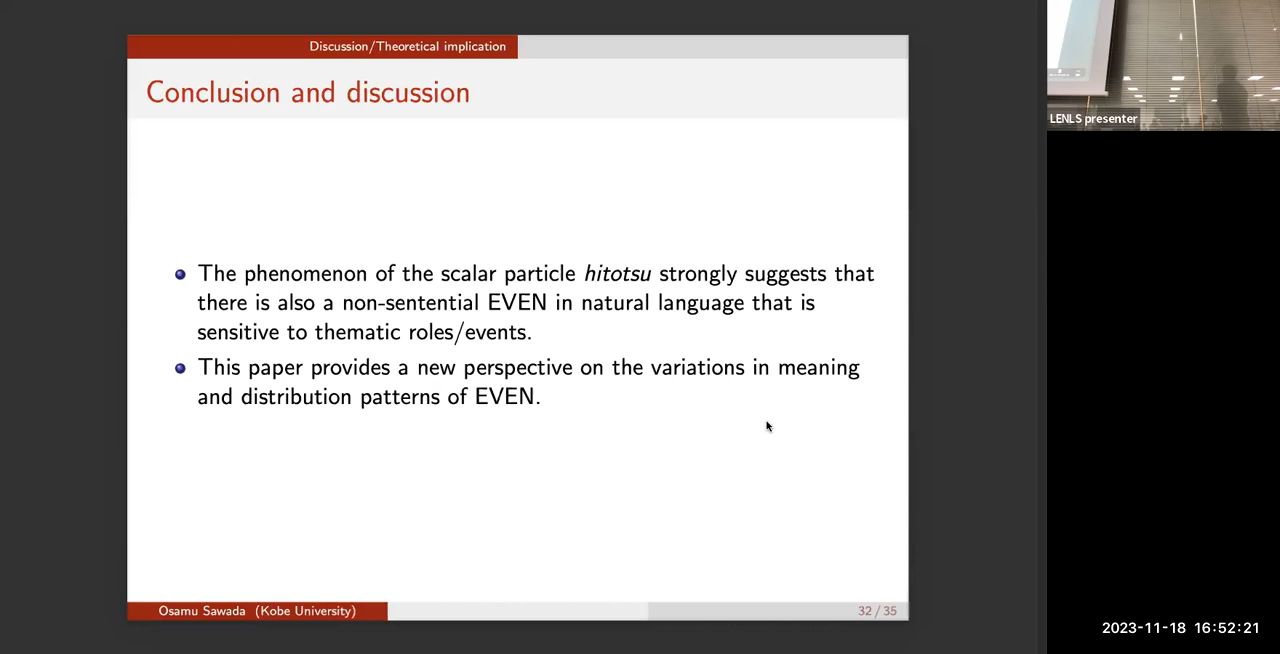 Discussion/Theoretical implication
Conclusion and discussion
The phenomenon of the scalar particle hitotsu strongly suggests that
there is also a non-sentential EVEN in natural language that is
sensitive to thematic roles/events.
This paper provides a new perspective on the variations in meaning
and distribution patterns of EVEN.
Osamu Sawada (Kobe University)
32 / 35
LENLS presenter
2023-11-18 16:52:21